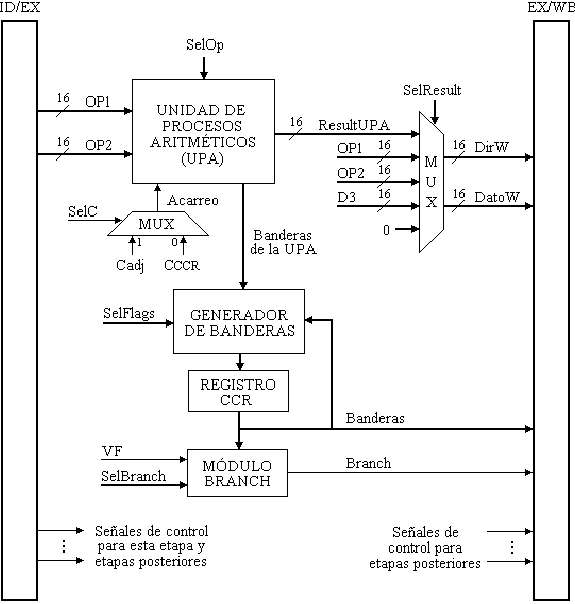 ID/EX
EX/WB
SelOp
16 OP1
16 OP2
UNIDAD DE
PROCESOS
ARITMÉTICOS
(UPA)
16 ResultUPA
SelResult
OP1 16
OP2 16
D3 16
0
M
U
X
16 DirW
16 DatoW
Acarreo
SelC
MUX
1 0
Cadj CCCR
Banderas
de la UPA
SelFlags
GENERADOR
DE BANDERAS
REGISTRO
CCR
Banderas
VF
SelBranch
MÓDULO
BRANCH
Branch
Señales de control
para esta etapa y
etapas posteriores
Señales de
control para
etapas posteriores